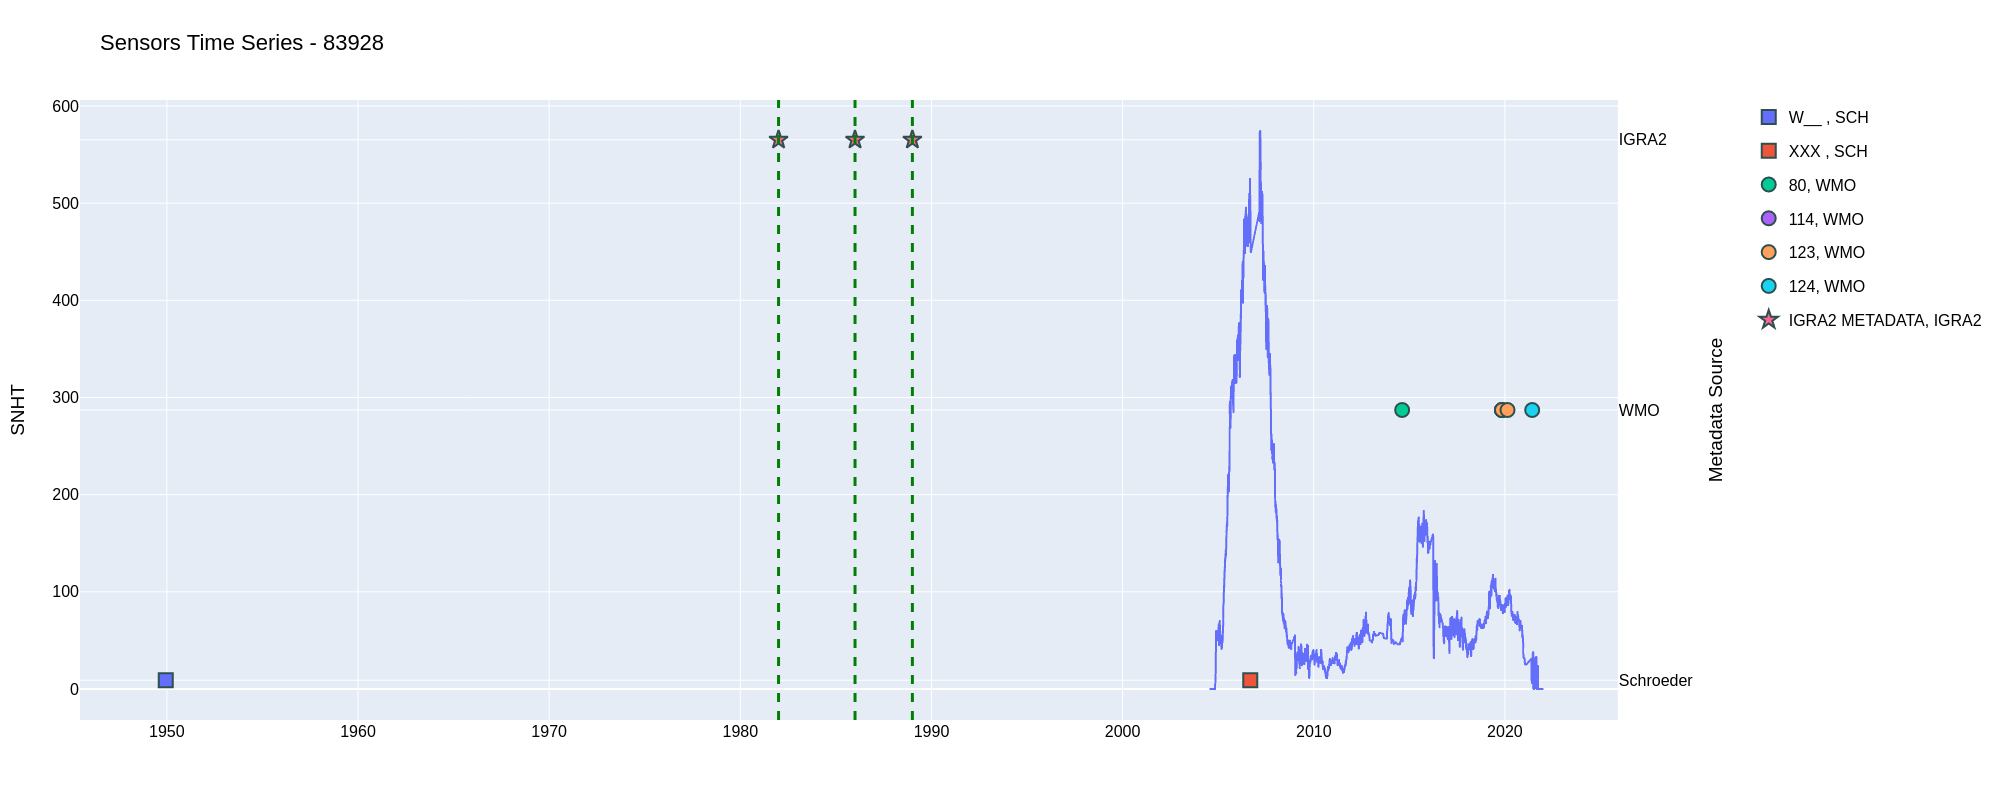 Sensors Time Series - 83928
600
500
400
300
200
100
0
SNHT
1950
1960
1970
1980
1990
2000
2010
2020
IGRA2
WMO
Schroeder
Metadata Source
W__ , SCH
XXX , SCH
80, WMO
114, WMO
123, WMO
124, WMO
IGRA2 METADATA, IGRA2